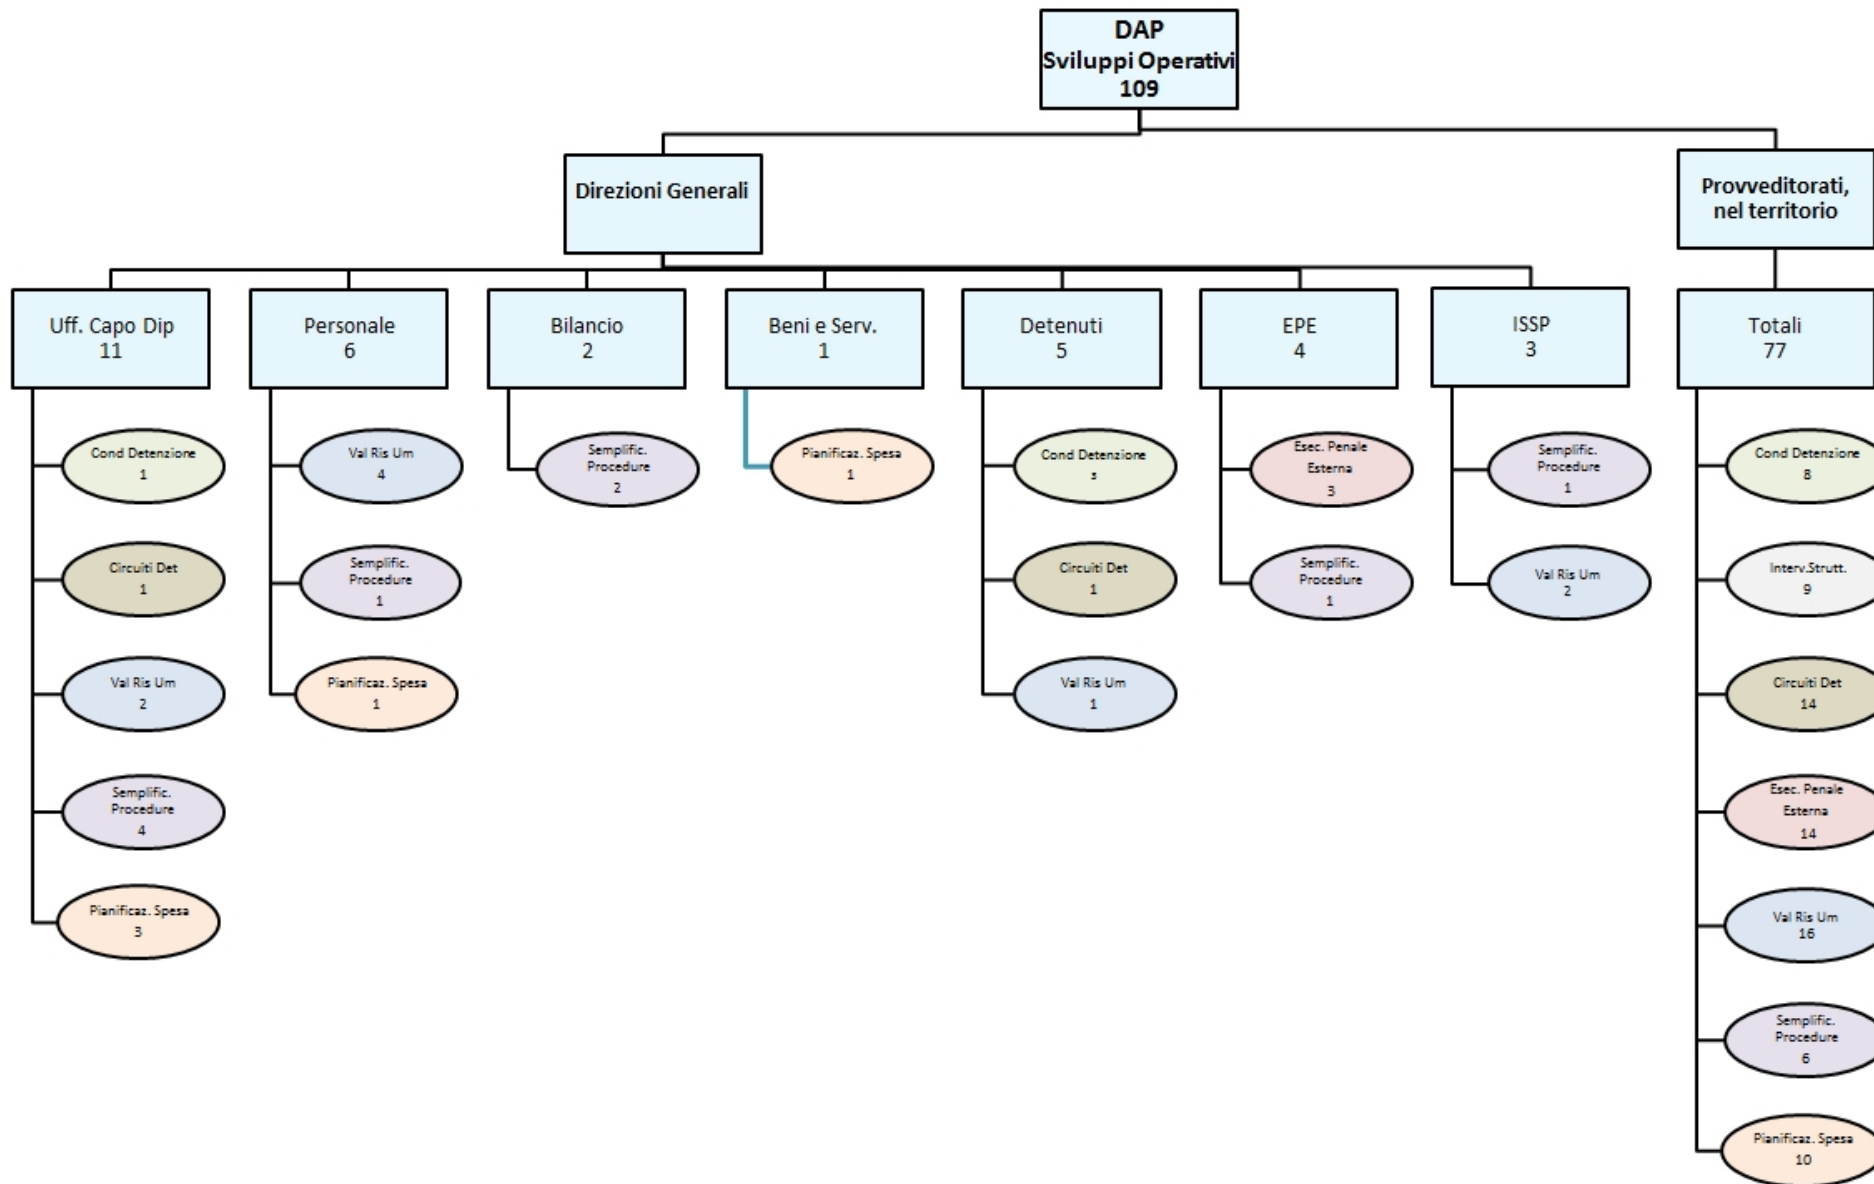 DAP
Sviluppi Operativi
109
Direzioni Generali
Provveditorati,
nel territorio
Uff. Capo Dip
11
Personale
6
Bilancio
2
Beni e Serv.
1
Detenuti
5
EPE
4
ISSP
3
Totali
77
Cond Detenzione
1
Circuiti Det
1
Val Ris Um
2
Semplific.
Procedure
4
Pianificaz. Spesa
3
Val Ris Um
4
Semplific.
Procedure
1
Pianificaz. Spesa
1
Semplific.
Procedure
2
Pianificaz. Spesa
1
Cond Detenzione
3
Circuiti Det
1
Val Ris Um
1
Esec. Penale
Esterna
3
Semplific.
Procedure
1
Semplific.
Procedure
1
Val Ris Um
2
Cond Detenzione
8
Interv.Strutt.
9
Circuiti Det
14
Esec. Penale
Esterna
14
Val Ris Um
16
Semplific.
Procedure
6
Pianificaz. Spesa
10